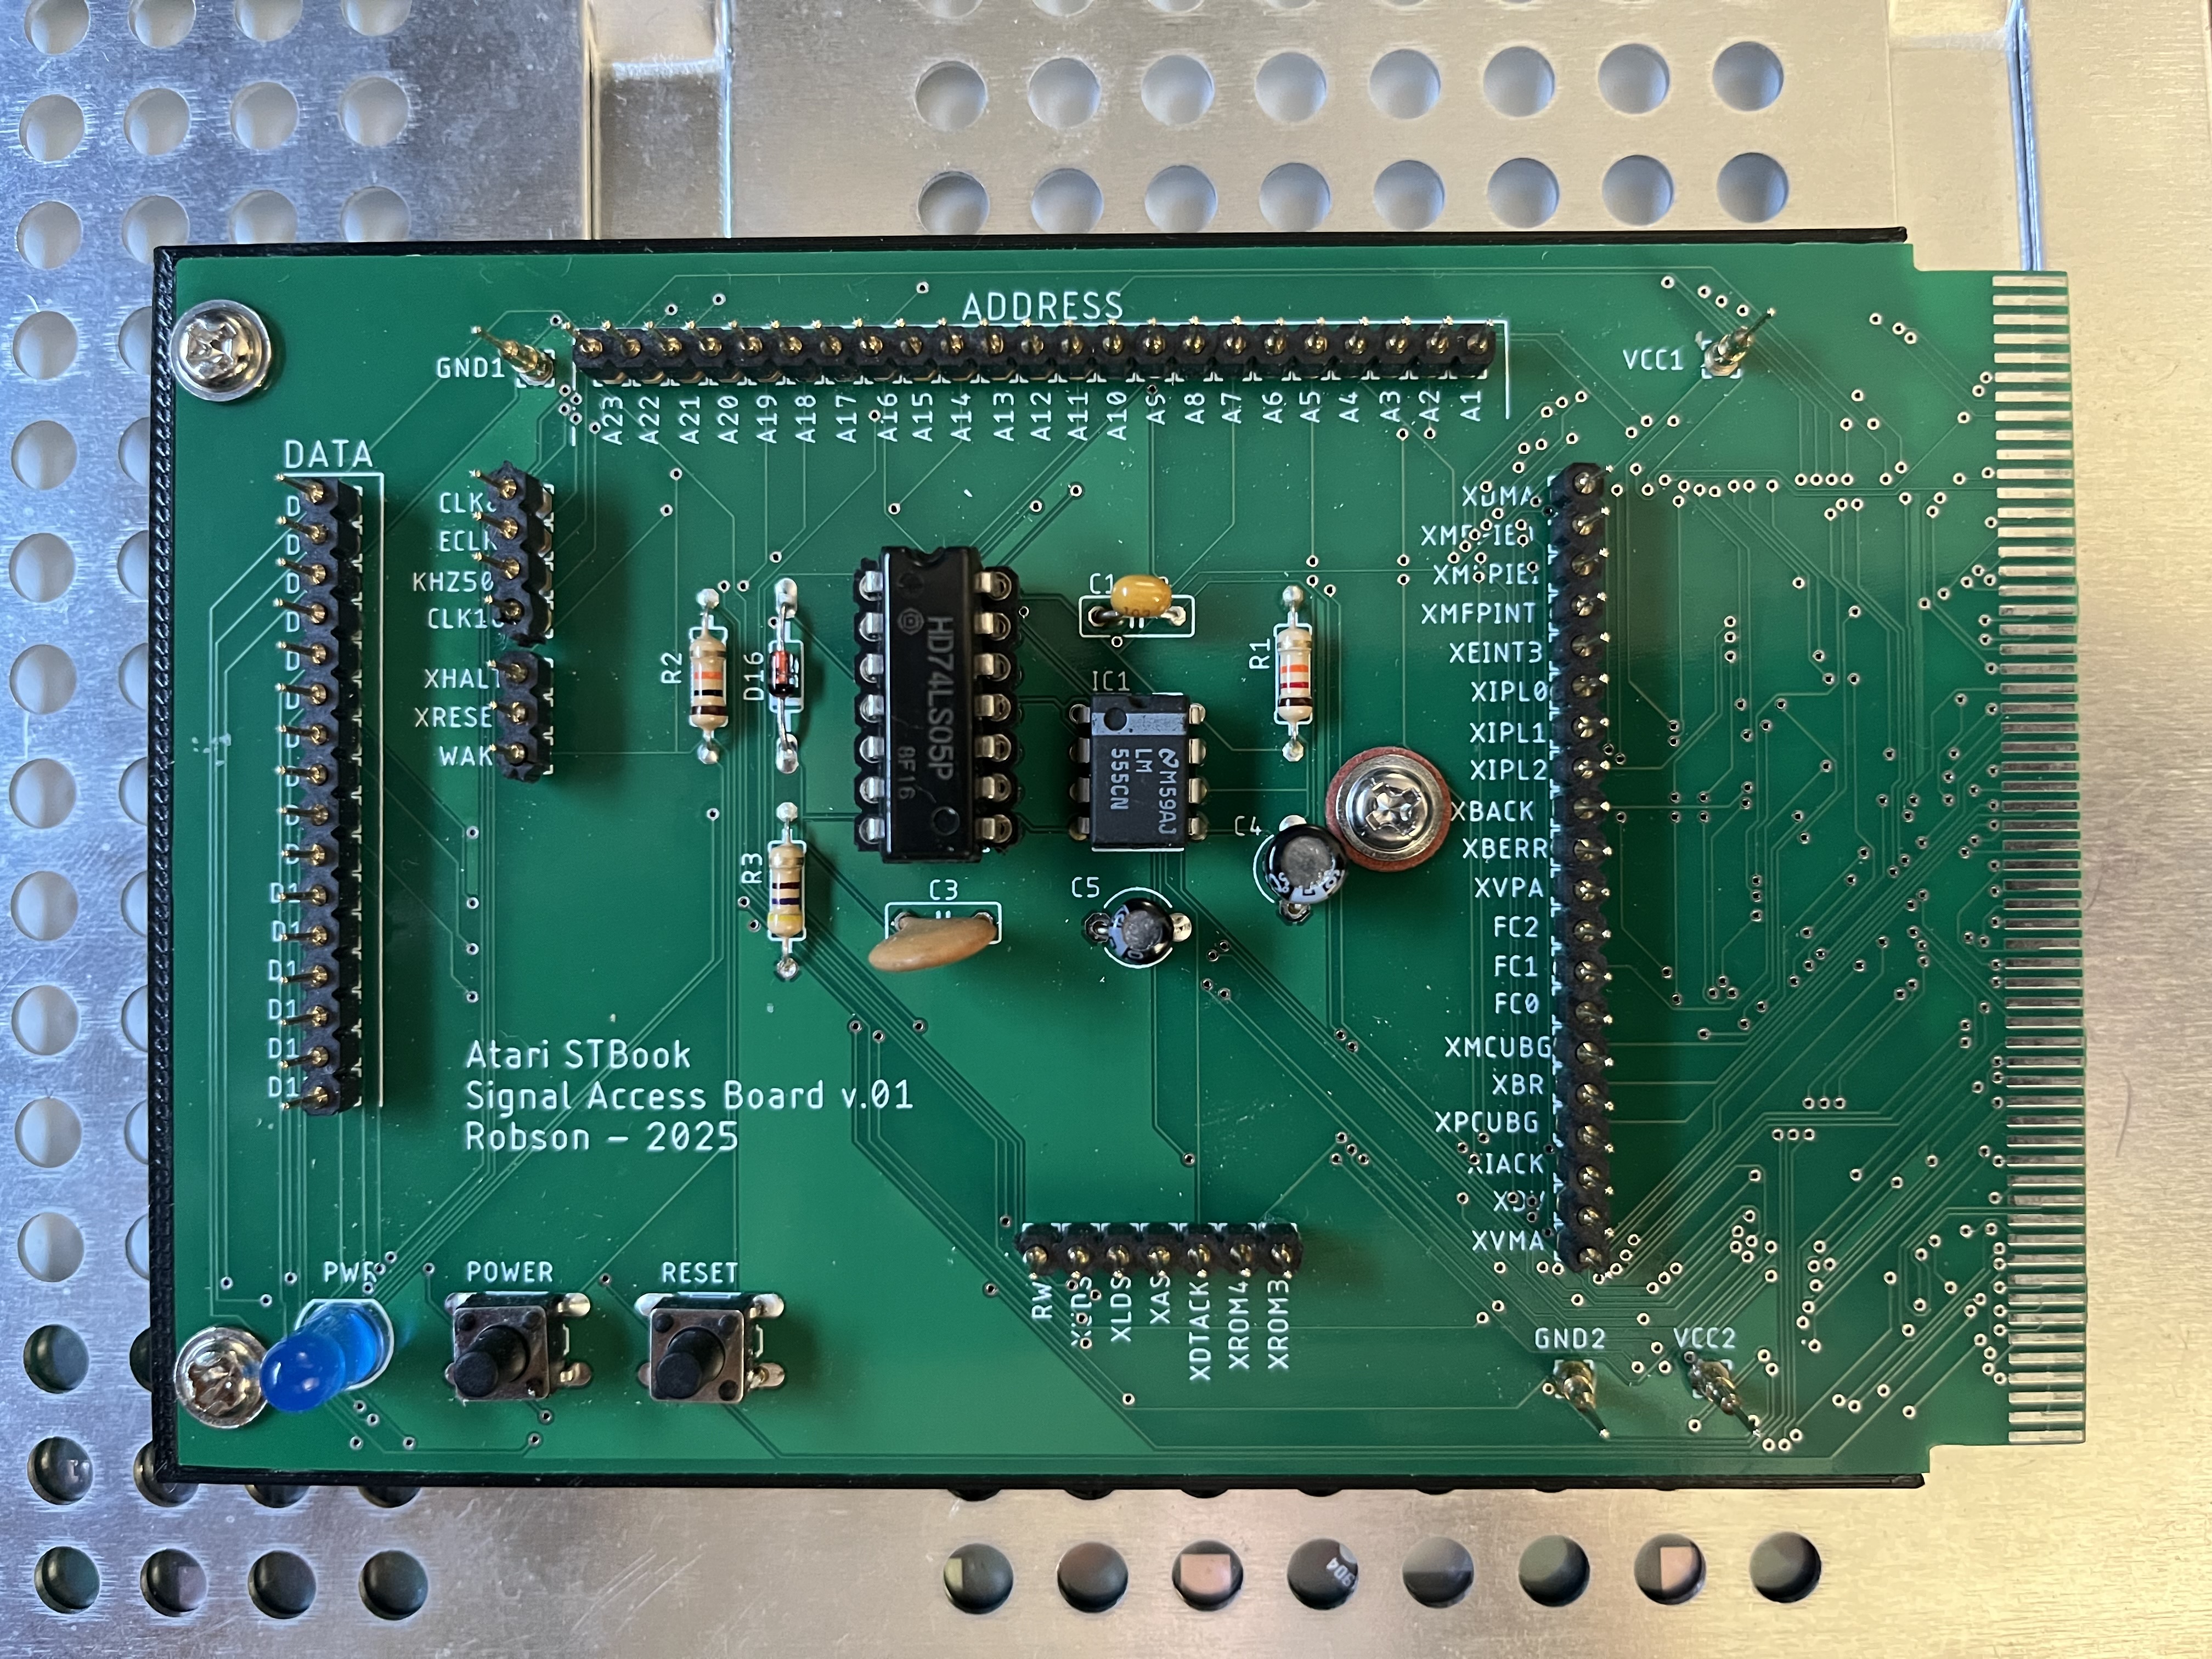 ADDRESS
GND1
VCC1
A23
A22
A21
A20
A19
A18
A17
A16
A15
A14
A13
A12
A11
A10
A9
A8
A7
A6
A5
A4
A3
A2
A1
DATA
ECLK
KHZ50
XDMA
XMFPINT
XEINT3
XIPL0
XIPL1
XIPL2
XBACK
XBERR
XVPA
FC2
FC1
FC0
XMCUBG
XBR
XPCUBG
XIACK
XVMA
R2
D16
HD74LS05P
8F16
C1
IC1
M59AJ
LM
555CN
R1
R3
C3
C5
C4
Atari STBook
Signal Access Board v.01
Robson – 2025
PWR
POWER
RESET
RW
XLDS
XAS
XDTACK
XROM4
XROM3
GND2
VCC2